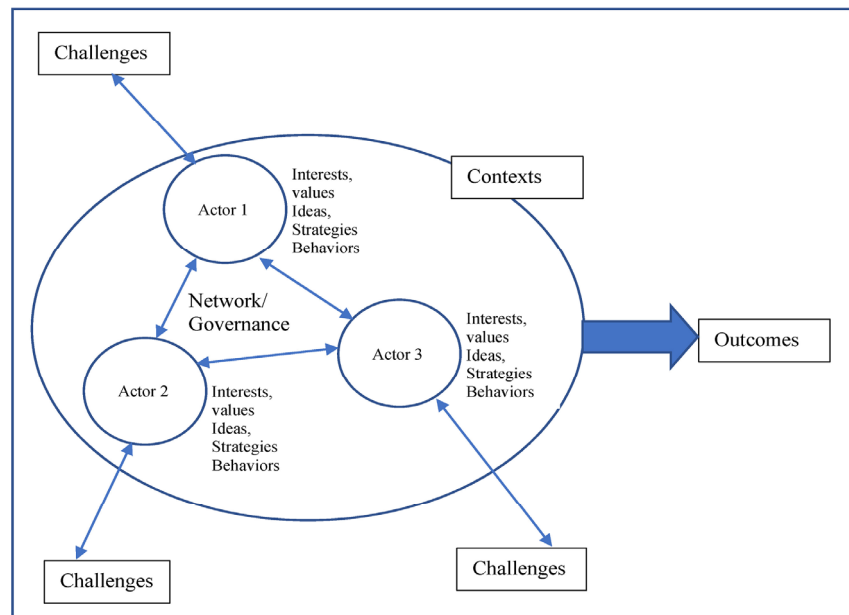 Challenges
Contexts
Actor 1
Interests,
values
Ideas,
Strategies
Behaviors
Network/
Governance
Actor 3
Interests,
values
Ideas,
Strategies
Behaviors
Outcomes
Actor 2
Interests,
values
Ideas,
Strategies
Behaviors
Challenges
Challenges